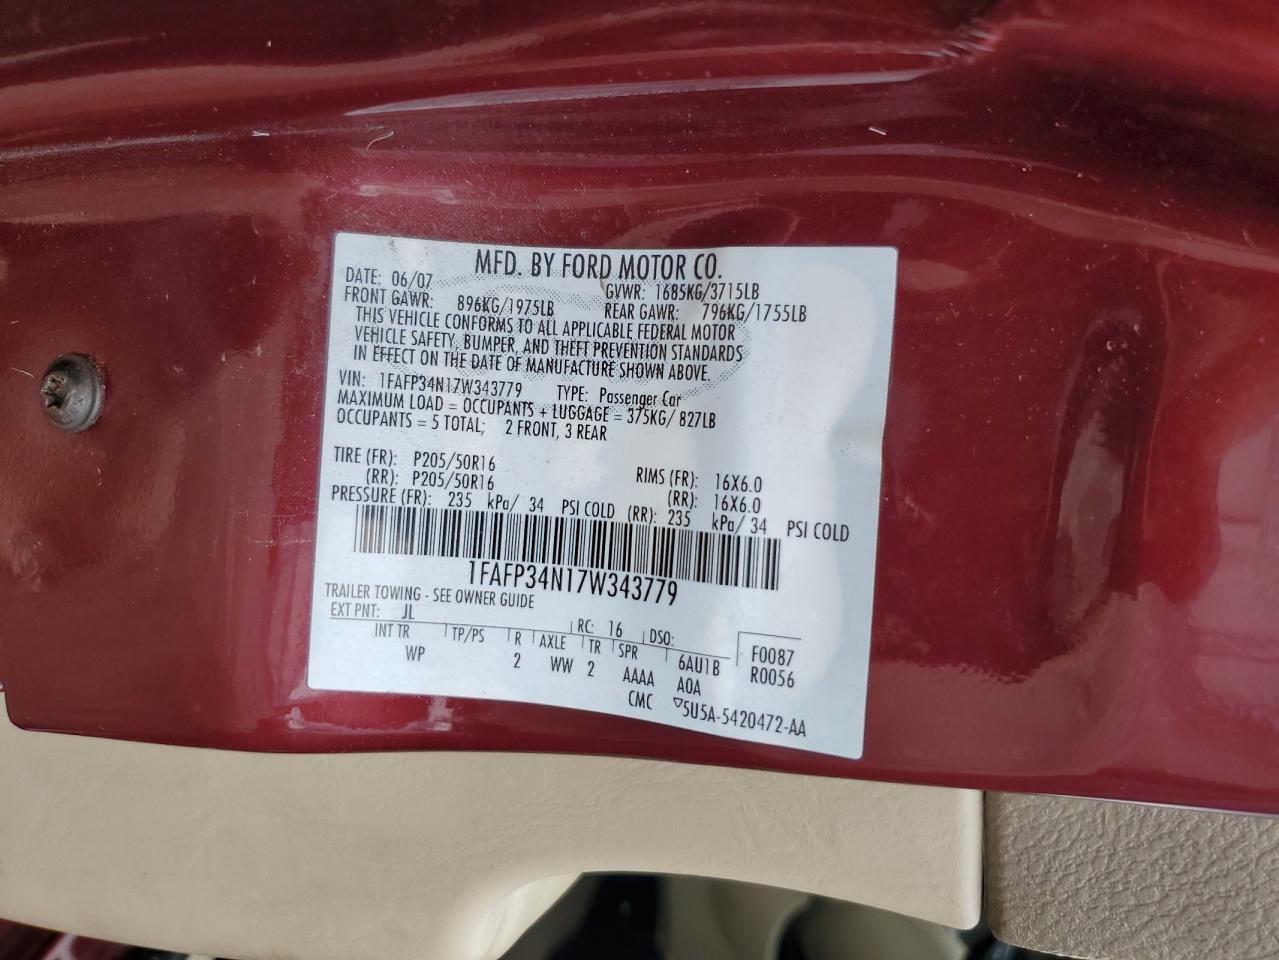 MFD. BY FORD MOTOR CO.
DATE: 06/07 GVWR: 1685KG/3715LB
FRONT GAWR: 896KG/1975LB REAR GAWR: 796KG/1755LB
THIS VEHICLE CONFORMS TO ALL APPLICABLE FEDERAL MOTOR
VEHICLE SAFETY, BUMPER, AND THEFT PREVENTION STANDARDS
IN EFFECT ON THE DATE OF MANUFACTURE SHOWN ABOVE.
VIN: 1FAFP34N17W343779 TYPE: Passenger Car
MAXIMUM LOAD = OCCUPANTS + LUGGAGE = 375KG/ 827LB
OCCUPANTS = 5 TOTAL; 2 FRONT, 3 REAR
TIRE (FR): P205/50R16 RIMS (FR): 16X6.0
(RR): P205/50R16 (RR): 16X6.0
PRESSURE (FR): 235 kPa/ 34 PSI COLD (RR): 235 kPa/ 34 PSI COLD
1FAFP34N17W343779
TRAILER TOWING - SEE OWNER GUIDE
EXT PNT: JL RC: 16 DSO:
INT TR TP/PS R AXLE TR SPR 6AU1B F0087
WP 2 WW 2 AAAA A0A R0056
CMC ▽5U5A-5420472-AA